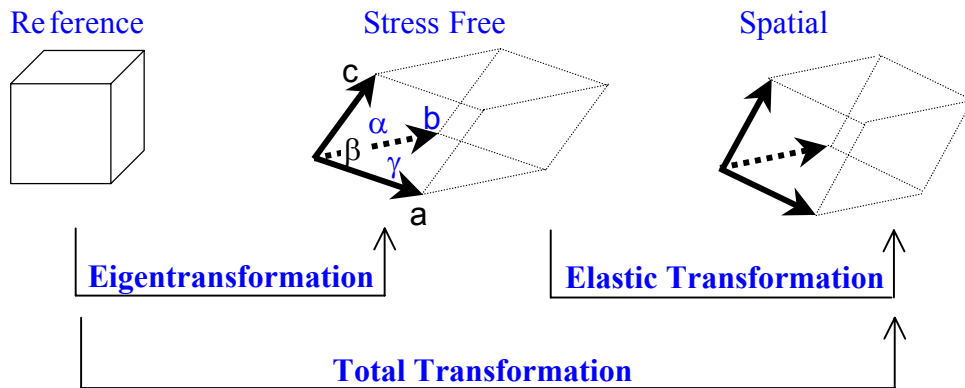 Reference Stress Free Spatial
c
α b
β γ
a
Eigentransformation Elastic Transformation
Total Transformation